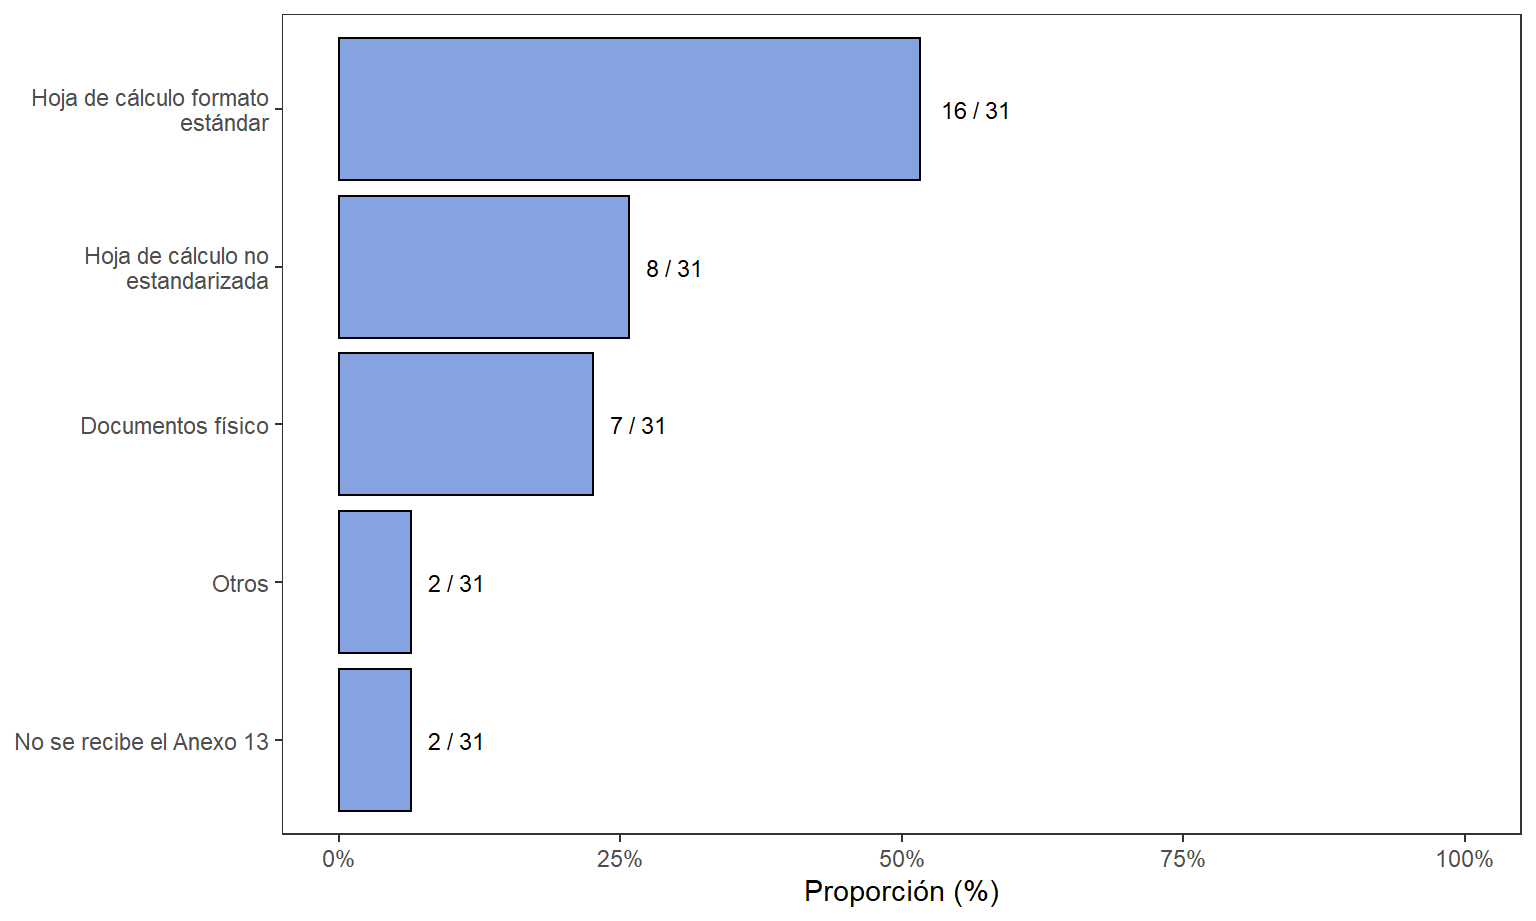 Hoja de cálculo formato
estándar
16 / 31
Hoja de cálculo no
estandarizada
8 / 31
Documentos físico
7 / 31
Otros
2 / 31
No se recibe el Anexo 13
2 / 31
0%
25%
50%
75%
100%
Proporción (%)